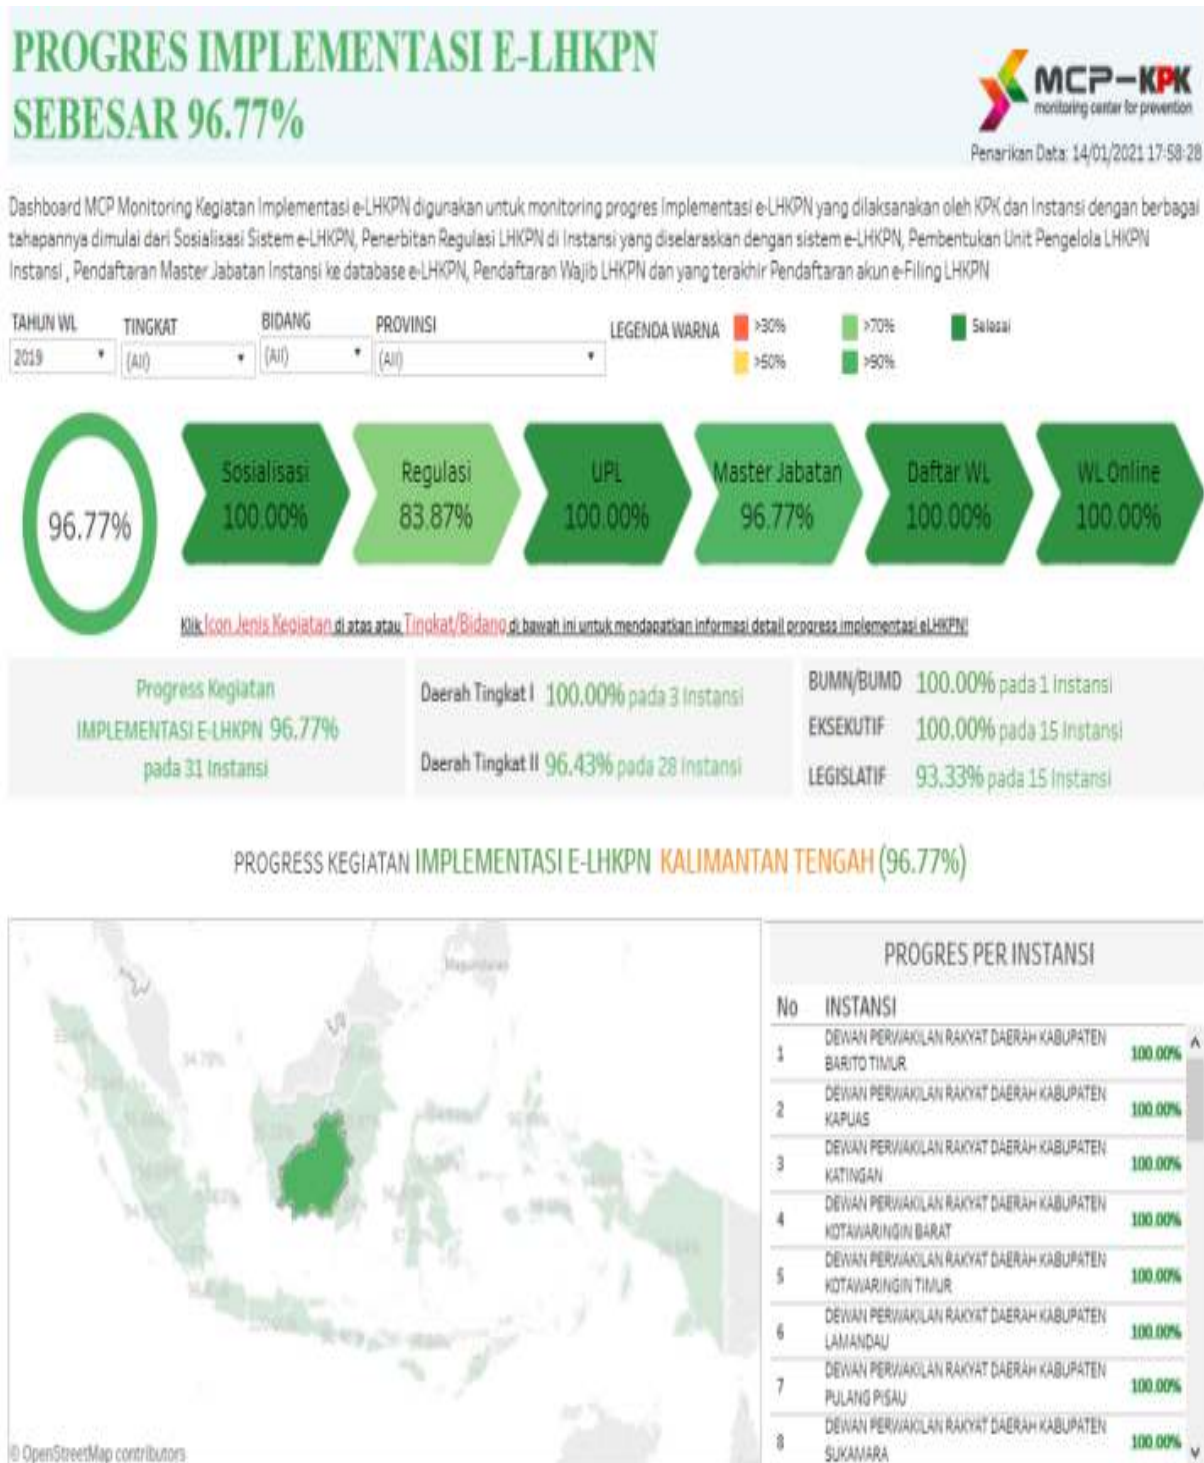 PROGRES IMPLEMENTASI E-LHKPN
SEBESAR 96.77%
MCP-KPK
monitoring center for prevention
Penarikan Data: 14/01/2021 17:58:28
Dashboard MCP Monitoring Kegiatan Implementasi e-LHKPN digunakan untuk monitoring progres Implementasi e-LHKPN yang dilaksanakan oleh KPK dan Instansi dengan berbagai
tahapannya dimulai dari Sosialisasi Sistem e-LHKPN, Penerbitan Regulasi LHKPN di Instansi yang diselaraskan dengan sistem e-LHKPN, Pembentukan Unit Pengelola LHKPN
Instansi , Pendaftaran Master Jabatan Instansi ke database e-LHKPN, Pendaftaran Wajib LHKPN dan yang terakhir Pendaftaran akun e-Filing LHKPN
TAHUN WL TINGKAT BIDANG PROVINSI LEGENDA WARNA >30% >70% Selesai
2019 (All) (All) (All) >50% >90%
96.77%
Sosialisasi Regulasi UPL Master Jabatan Daftar WL WL Online
100.00% 83.87% 100.00% 96.77% 100.00% 100.00%
Klik Icon Jenis Kegiatan di atas atau Tingkat/Bidang di bawah ini untuk mendapatkan informasi detail progress implementasi eLHKPN!
Progress Kegiatan
IMPLEMENTASI E-LHKPN 96.77%
pada 31 Instansi
Daerah Tingkat I 100.00% pada 3 Instansi
Daerah Tingkat II 96.43% pada 28 Instansi
BUMN/BUMD 100.00% pada 1 Instansi
EKSEKUTIF 100.00% pada 15 Instansi
LEGISLATIF 93.33% pada 15 Instansi
PROGRESS KEGIATAN IMPLEMENTASI E-LHKPN KALIMANTAN TENGAH (96.77%)
© OpenStreetMap contributors
PROGRES PER INSTANSI
No INSTANSI
1 DEWAN PERWAKILAN RAKYAT DAERAH KABUPATEN
BARITO TIMUR 100.00%
2 DEWAN PERWAKILAN RAKYAT DAERAH KABUPATEN
KAPUAS 100.00%
3 DEWAN PERWAKILAN RAKYAT DAERAH KABUPATEN
KATINGAN 100.00%
4 DEWAN PERWAKILAN RAKYAT DAERAH KABUPATEN
KOTAWARINGIN BARAT 100.00%
5 DEWAN PERWAKILAN RAKYAT DAERAH KABUPATEN
KOTAWARINGIN TIMUR 100.00%
6 DEWAN PERWAKILAN RAKYAT DAERAH KABUPATEN
LAMANDAU 100.00%
7 DEWAN PERWAKILAN RAKYAT DAERAH KABUPATEN
PULANG PISAU 100.00%
8 DEWAN PERWAKILAN RAKYAT DAERAH KABUPATEN
SUKAMARA 100.00%